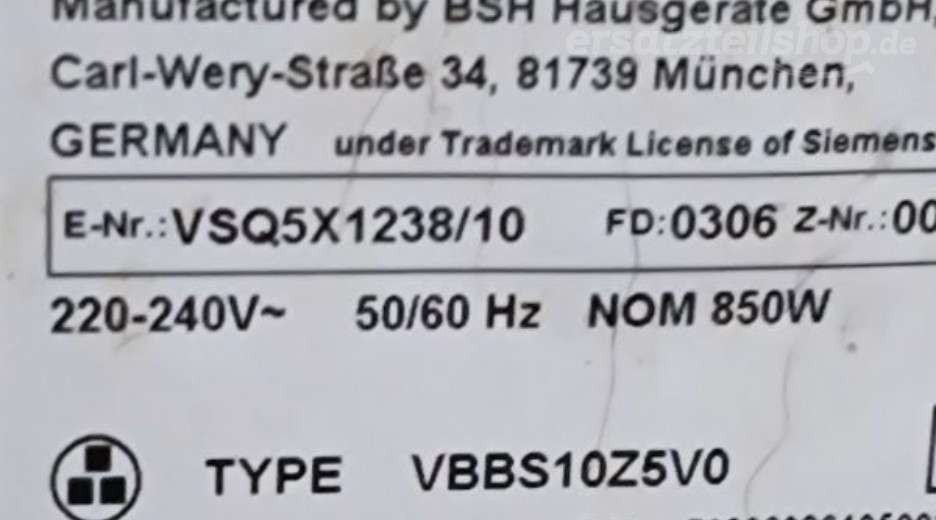 Manufactured by BSH Hausgeräte GmbH,
ersatzteilshop.de
Carl-Wery-Straße 34, 81739 München,
GERMANY under Trademark License of Siemens
E-Nr.:VSQ5X1238/10 FD:0306 Z-Nr.:00
220-240V~ 50/60 Hz NOM 850W
TYPE VBBS10Z5V0